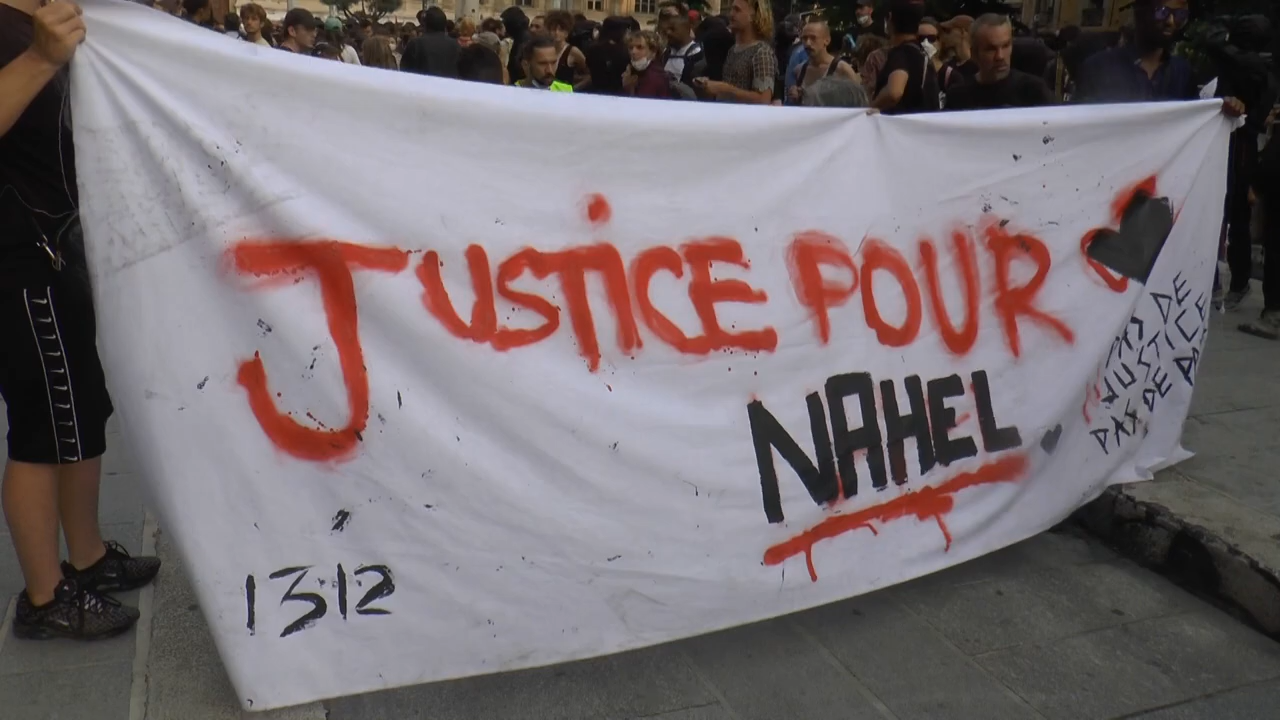 JUSTiCE POUR
NAHEL
1312
PAS DE
JUSTICE
PAS DE